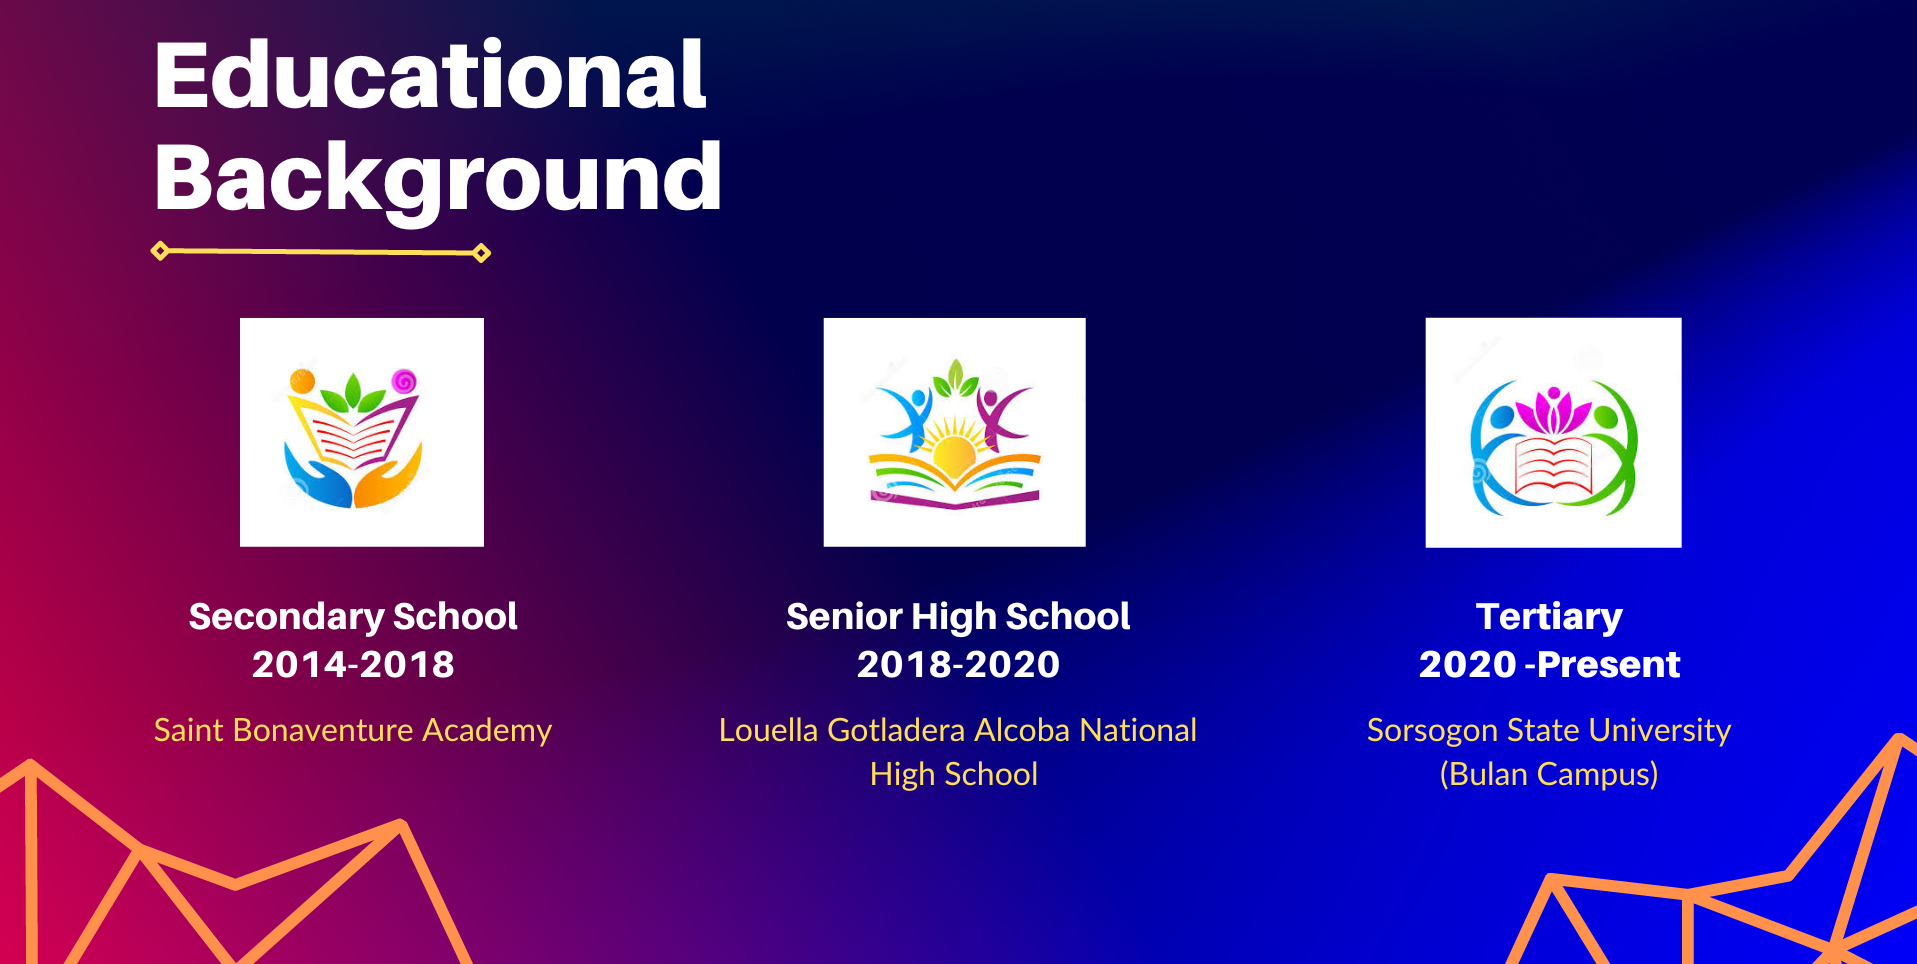 Educational
Background
Secondary School
2014-2018
Saint Bonaventure Academy
Senior High School
2018-2020
Louella Gotladera Alcoba National
High School
Tertiary
2020 -Present
Sorsogon State University
(Bulan Campus)